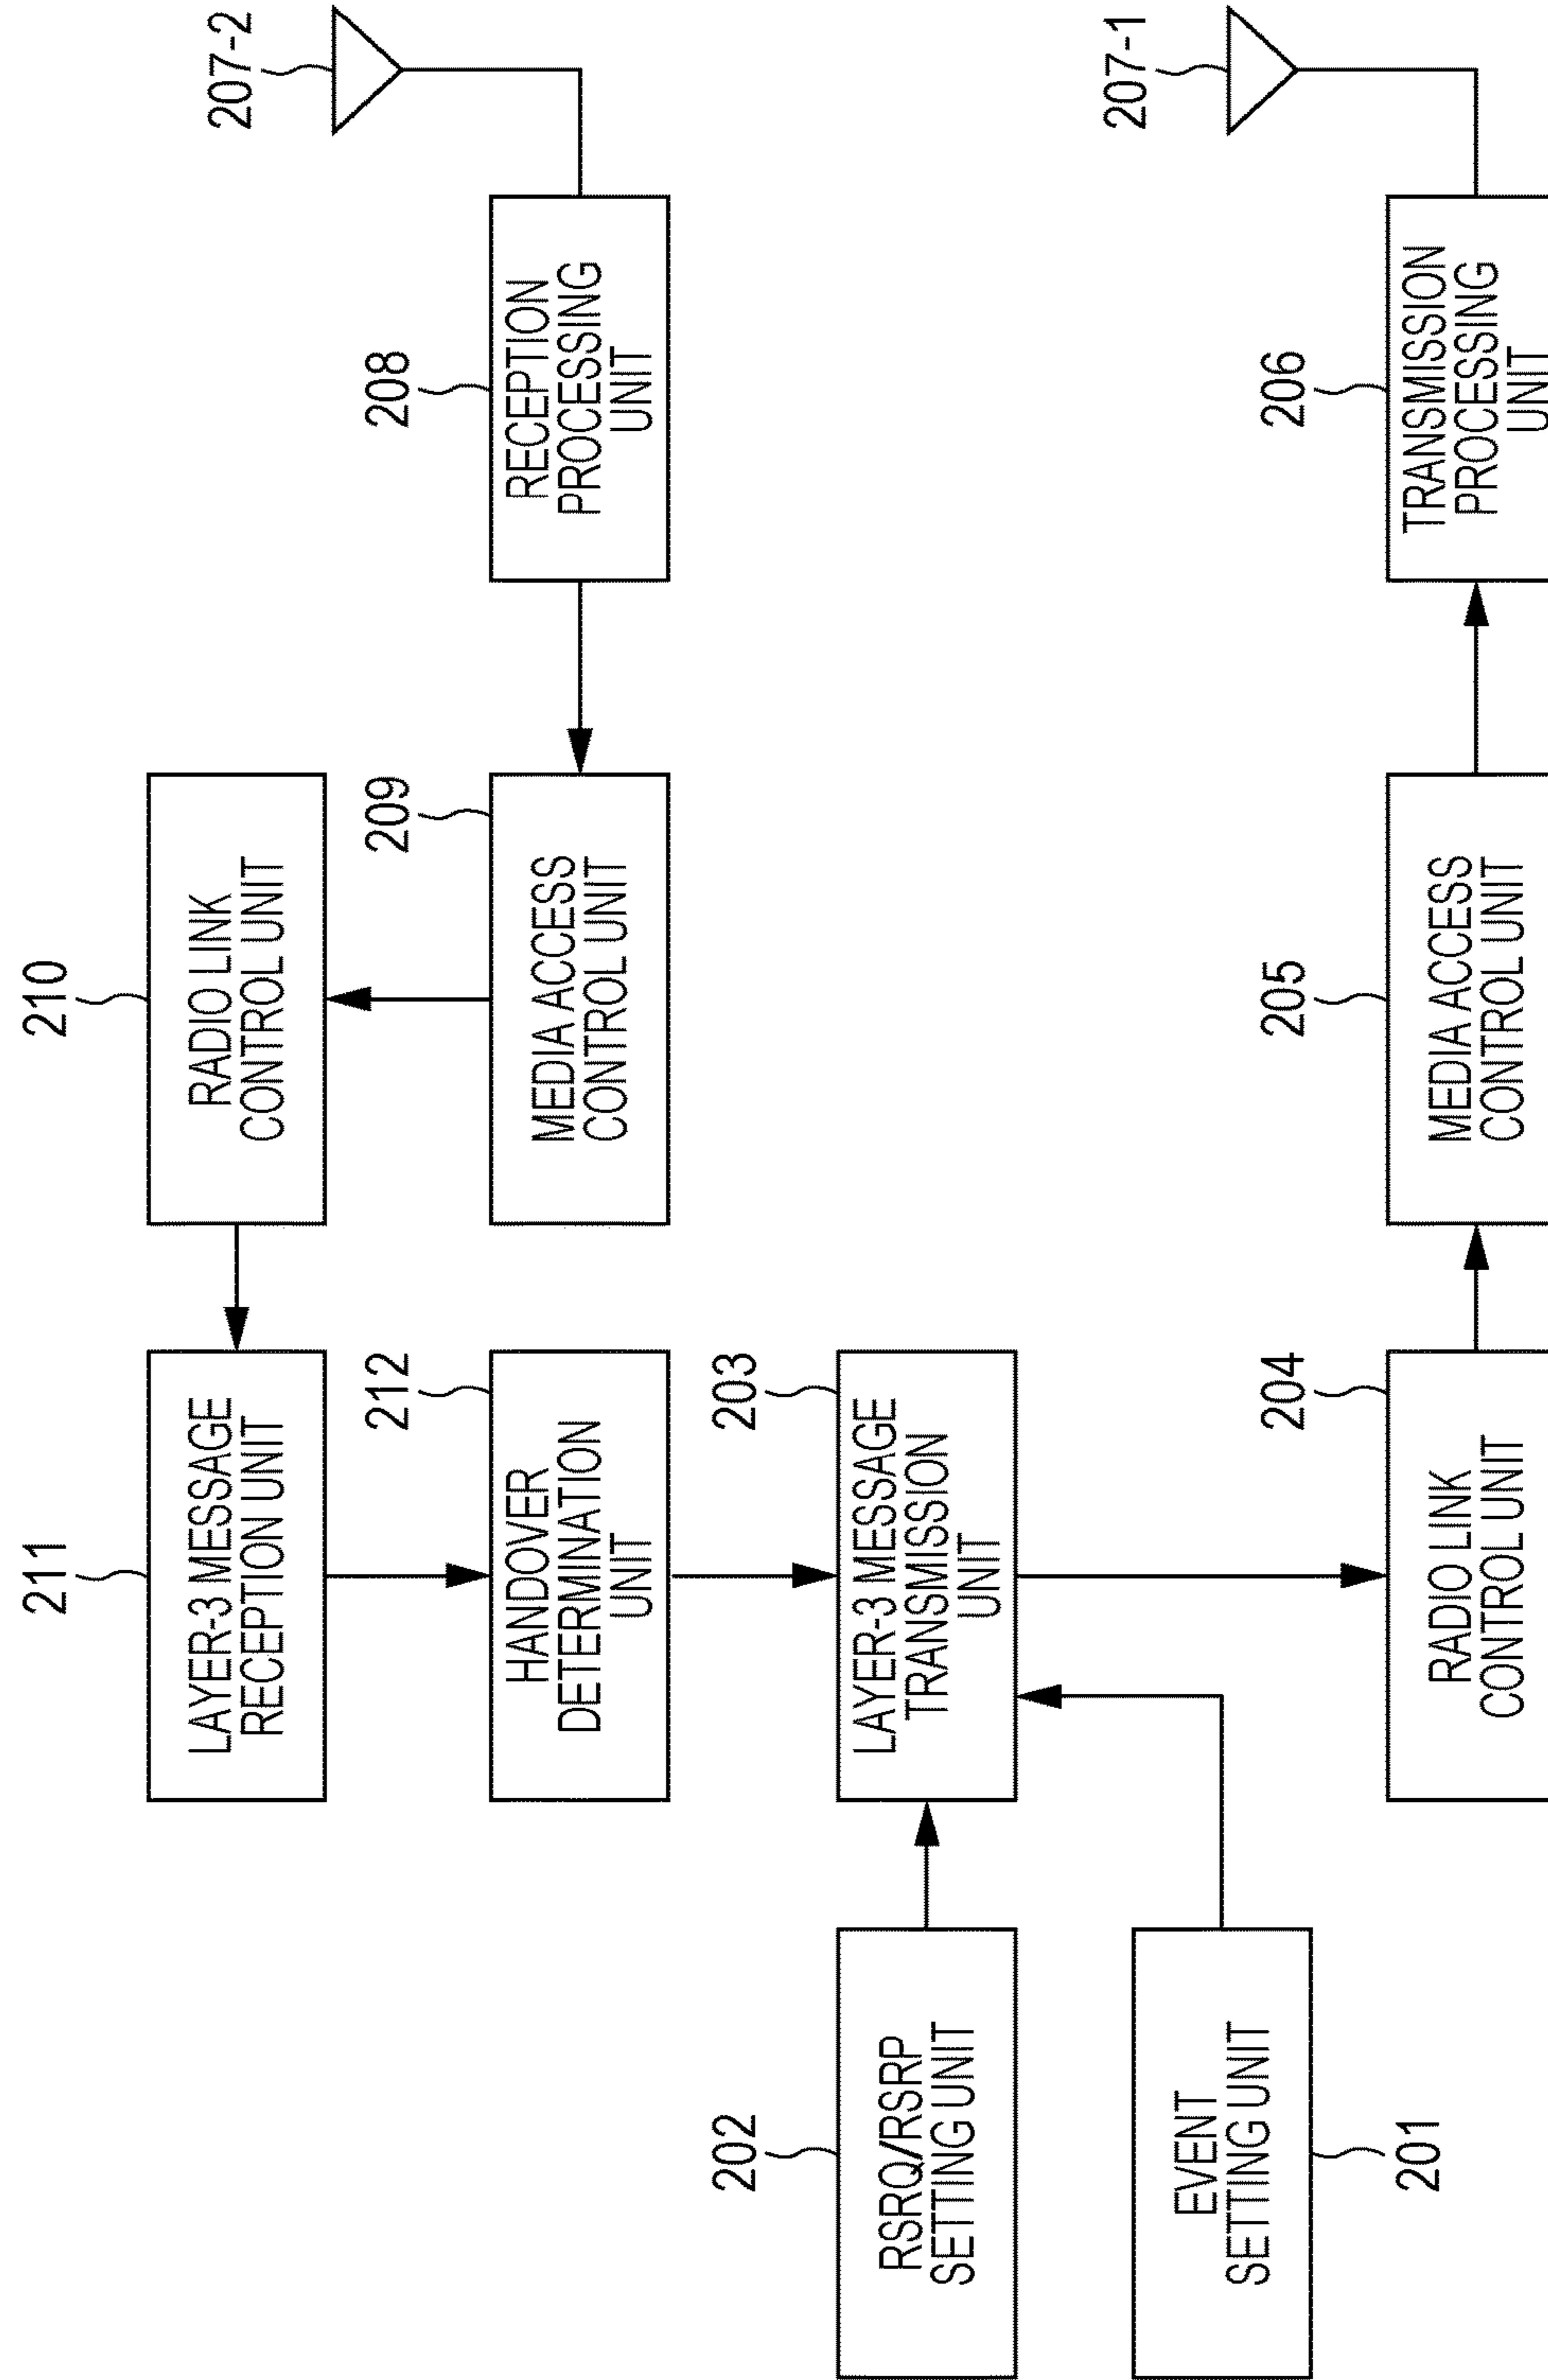 211
LAYER-3 MESSAGE
RECEPTION UNIT
210
RADIO LINK
CONTROL UNIT
207-2
212
HANDOVER
DETERMINATION
UNIT
209
MEDIA ACCESS
CONTROL UNIT
208
RECEPTION
PROCESSING
UNIT
202
RSRQ/RSRP
SETTING UNIT
203
LAYER-3 MESSAGE
TRANSMISSION
UNIT
EVENT
SETTING UNIT
201
207-1
204
RADIO LINK
CONTROL UNIT
205
MEDIA ACCESS
CONTROL UNIT
206
TRANSMISSION
PROCESSING
UNIT